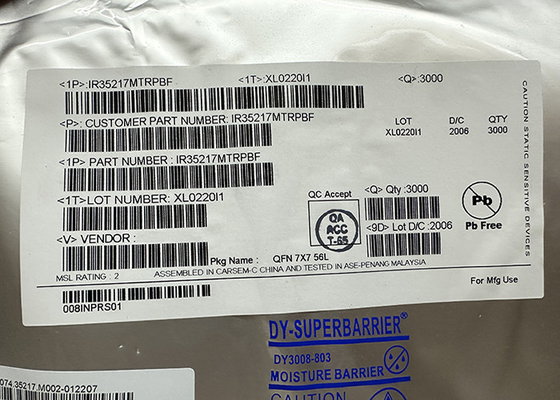 <1P>:IR35217MTRPBF <1T>:XL0220I1 <Q>:3000
<P>: CUSTOMER PART NUMBER: IR35217MTRPBF
LOT D/C QTY
XL0220I1 2006 3000
<1P> PART NUMBER : IR35217MTRPBF
<1T>LOT NUMBER: XL0220I1
QC Accept
QA
ACC
T-65
<Q> Qty :3000
<9D> Lot D/C :2006
Pb
Pb Free
<V> VENDOR :
Pkg Name : QFN 7X7 56L
MSL RATING : 2
ASSEMBLED IN CARSEM-C CHINA AND TESTED IN ASE-PENANG MALAYSIA
For Mfg Use
008INPRS01
CAUTION STATIC SENSITIVE DEVICES
DY-SUPERBARRIER®
DY3008-803
MOISTURE BARRIER
CAUTION
074.35217.M002-012207